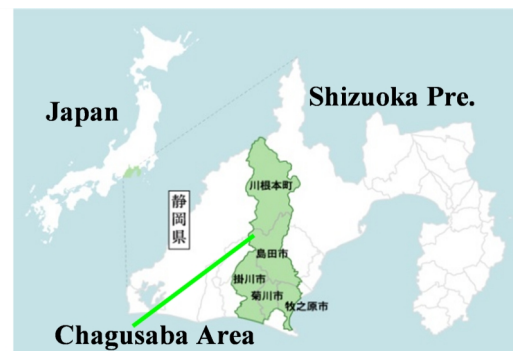 Japan
Shizuoka Pre.
静岡県
川根本町
島田市
掛川市
菊川市
牧之原市
Chagusaba Area